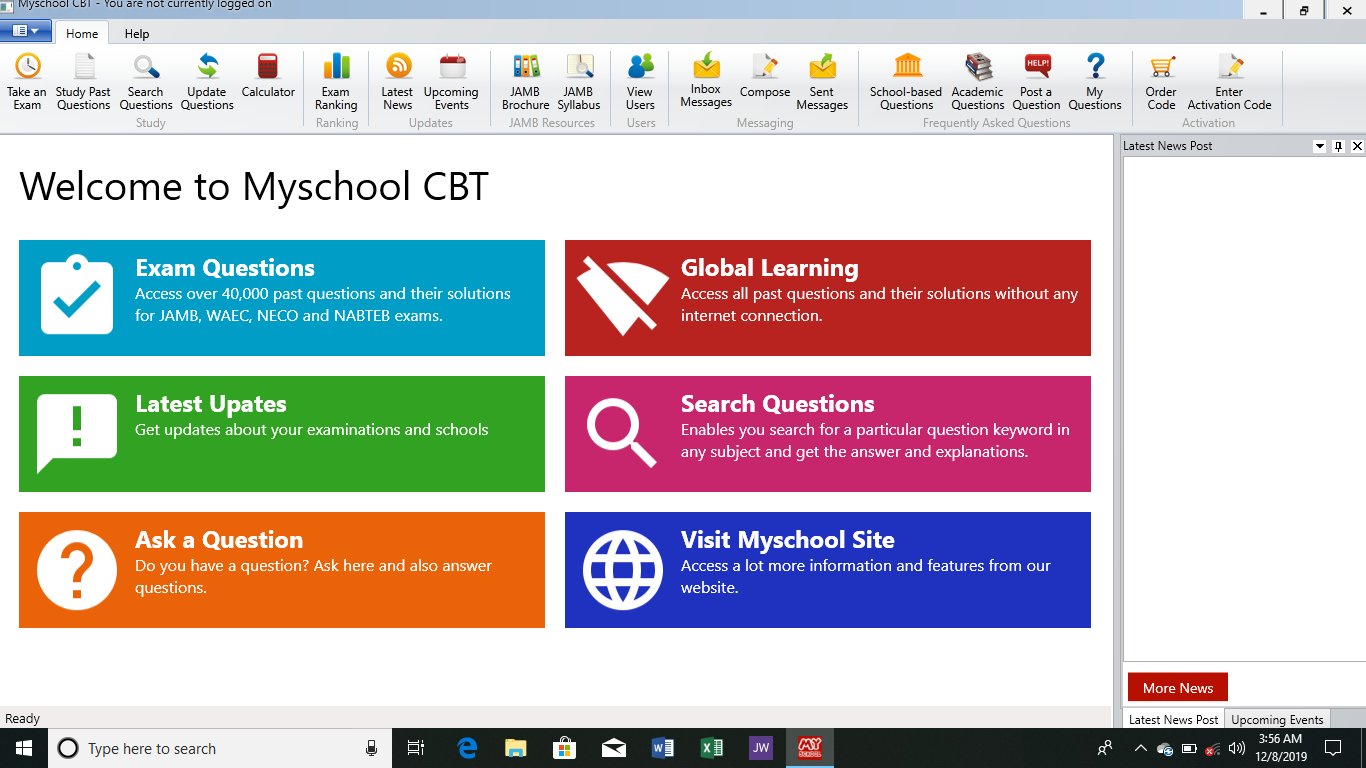 Myschool CBT - You are not currently logged on
Home Help
Take an Exam
Study Past Questions
Search Questions
Update Questions
Calculator
Exam Ranking
Latest News
Upcoming Events
JAMB Brochure
JAMB Syllabus
View Users
Inbox Messages
Compose
Sent Messages
School-based Questions
Academic Questions
HELP!
Post a Question
My Questions
Order Code
Enter Activation Code
Study
Ranking
Updates
JAMB Resources
Users
Messaging
Frequently Asked Questions
Activation
Latest News Post
Welcome to Myschool CBT
Exam Questions
Access over 40,000 past questions and their solutions
for JAMB, WAEC, NECO and NABTEB exams.
Global Learning
Access all past questions and their solutions without any
internet connection.
Latest Upates
Get updates about your examinations and schools
Search Questions
Enables you search for a particular question keyword in
any subject and get the answer and explanations.
Ask a Question
Do you have a question? Ask here and also answer
questions.
Visit Myschool Site
Access a lot more information and features from our
website.
More News
Latest News Post
Upcoming Events
Ready
Type here to search
JW
MY
SCHOOL
3:56 AM
12/8/2019